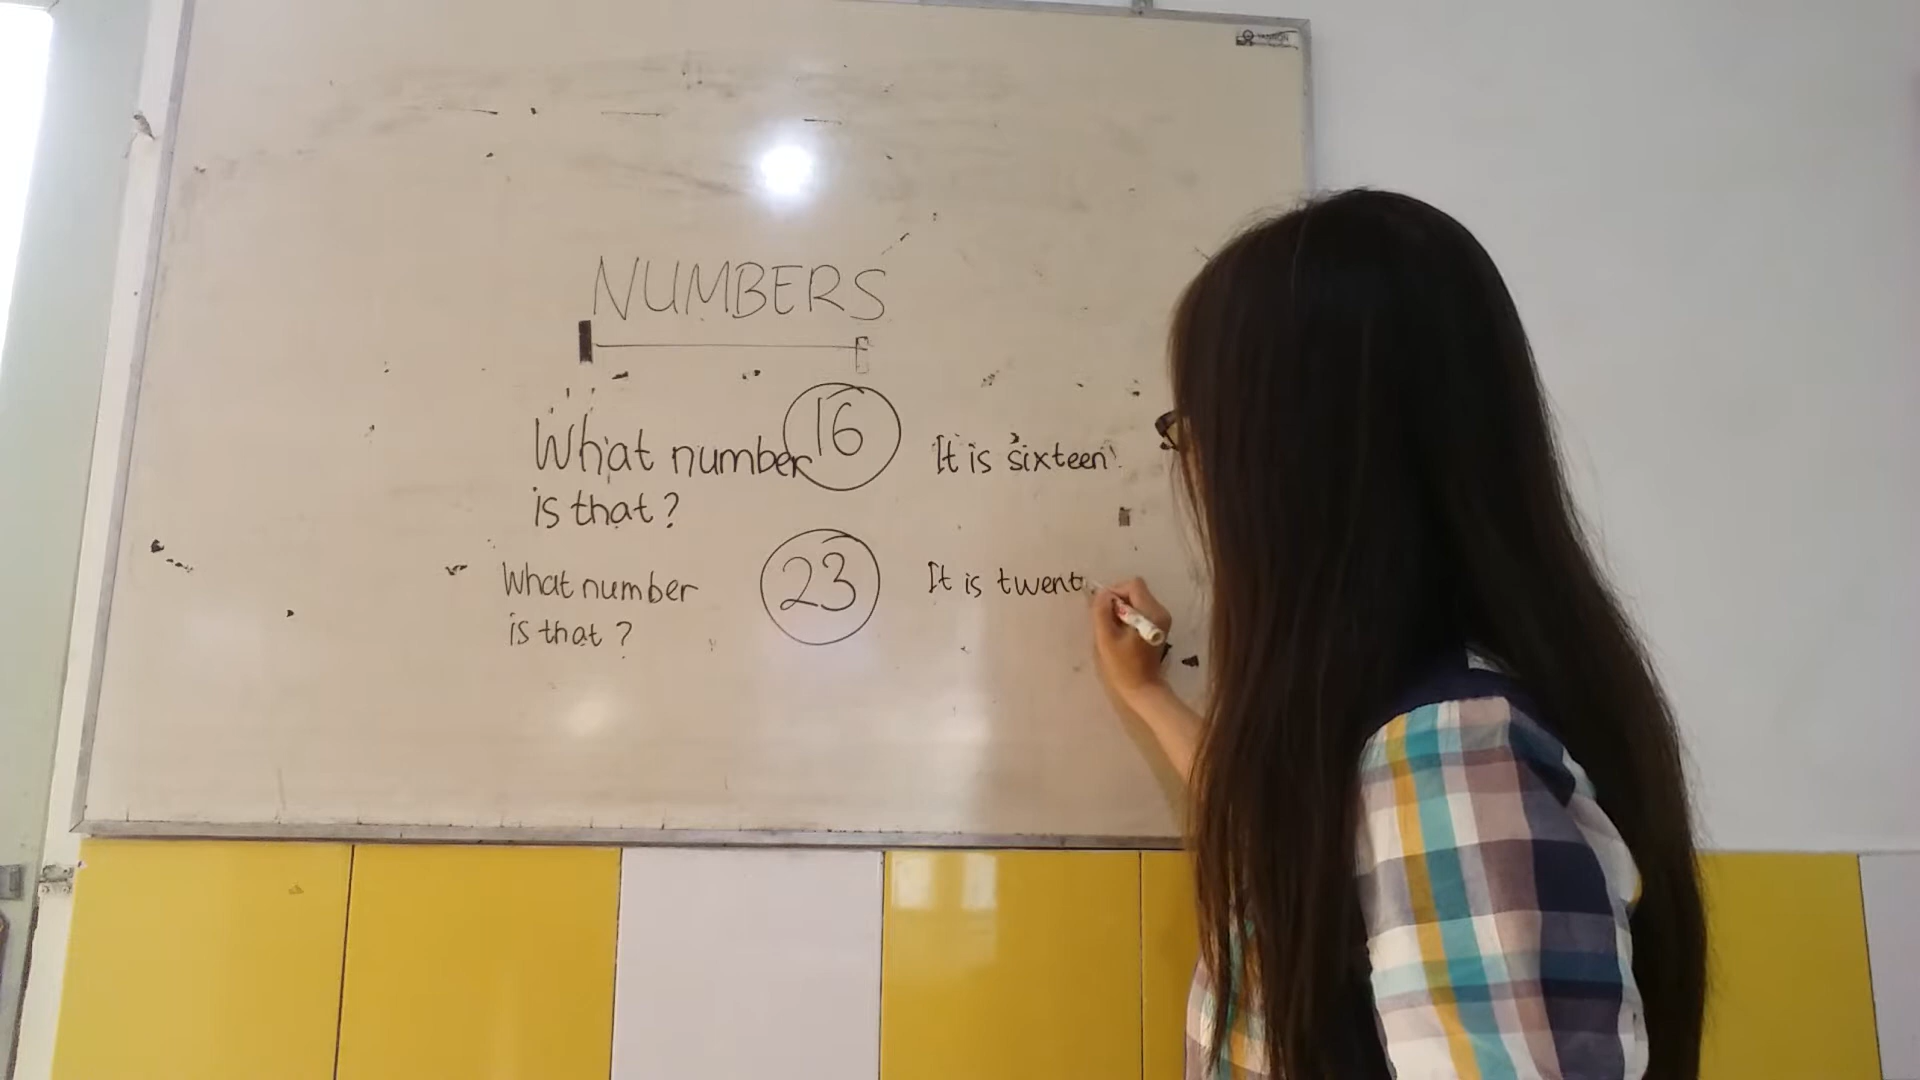 NUMBERS
What number 16 It is sixteen.
is that?
What number 23 It is twent
is that?